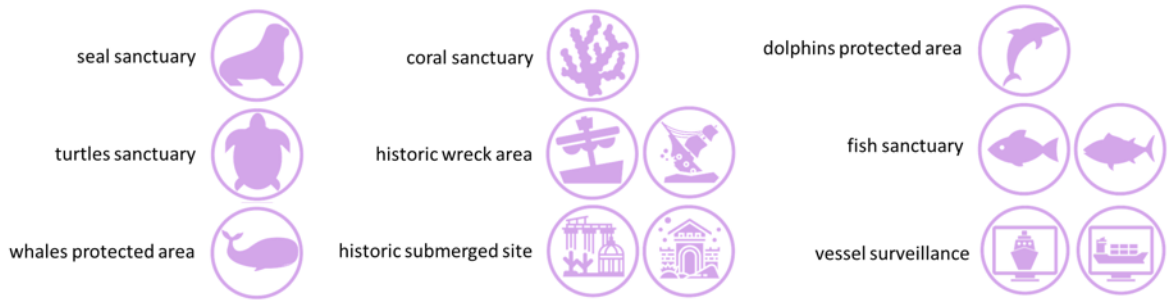 seal sanctuary
turtles sanctuary
whales protected area
coral sanctuary
historic wreck area
historic submerged site
dolphins protected area
fish sanctuary
vessel surveillance